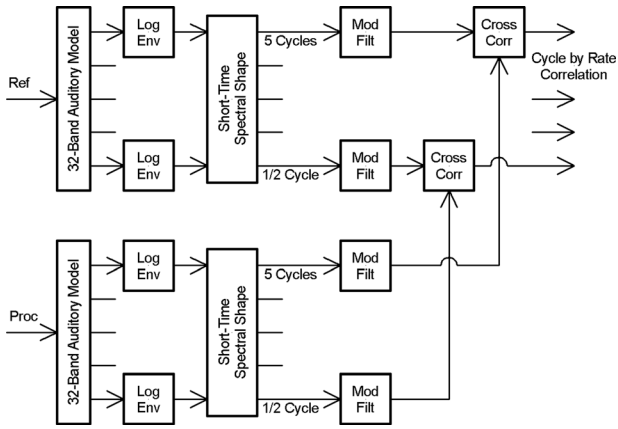 Ref
32-Band Auditory Model
Log
Env
Log
Env
Short-Time
Spectral Shape
5 Cycles
1/2 Cycle
Mod
Filt
Mod
Filt
Cross
Corr
Cross
Corr
Cycle by Rate
Correlation
Proc
32-Band Auditory Model
Log
Env
Log
Env
Short-Time
Spectral Shape
5 Cycles
1/2 Cycle
Mod
Filt
Mod
Filt